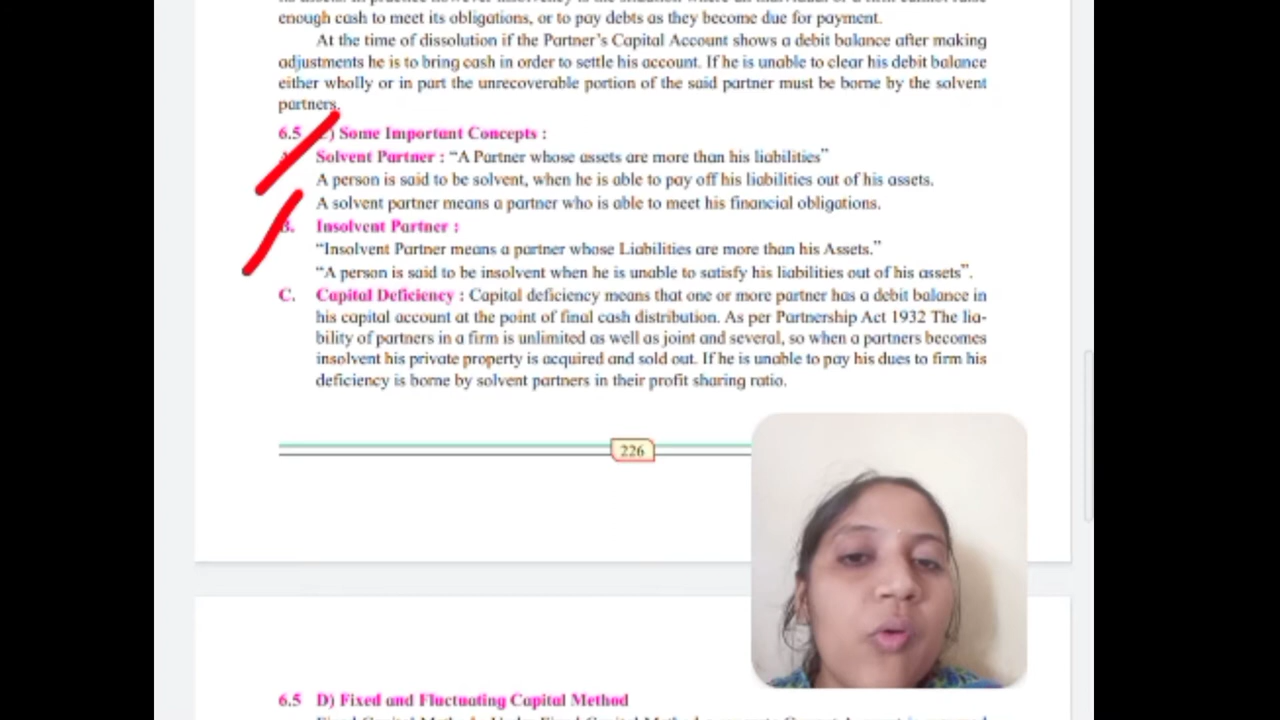 enough cash to meet its obligations, or to pay debts as they become due for payment.
At the time of dissolution if the Partner's Capital Account shows a debit balance after making
adjustments he is to bring cash in order to settle his account. If he is unable to clear his debit balance
either wholly or in part the unrecoverable portion of the said partner must be borne by the solvent
partners.
6.5 ) Some Important Concepts :
Solvent Partner : “A Partner whose assets are more than his liabilities”
A person is said to be solvent, when he is able to pay off his liabilities out of his assets.
A solvent partner means a partner who is able to meet his financial obligations.
B. Insolvent Partner :
“Insolvent Partner means a partner whose Liabilities are more than his Assets.”
“A person is said to be insolvent when he is unable to satisfy his liabilities out of his assets”.
C. Capital Deficiency : Capital deficiency means that one or more partner has a debit balance in
his capital account at the point of final cash distribution. As per Partnership Act 1932 The lia-
bility of partners in a firm is unlimited as well as joint and several, so when a partners becomes
insolvent his private property is acquired and sold out. If he is unable to pay his dues to firm his
deficiency is borne by solvent partners in their profit sharing ratio.
226
6.5 D) Fixed and Fluctuating Capital Method